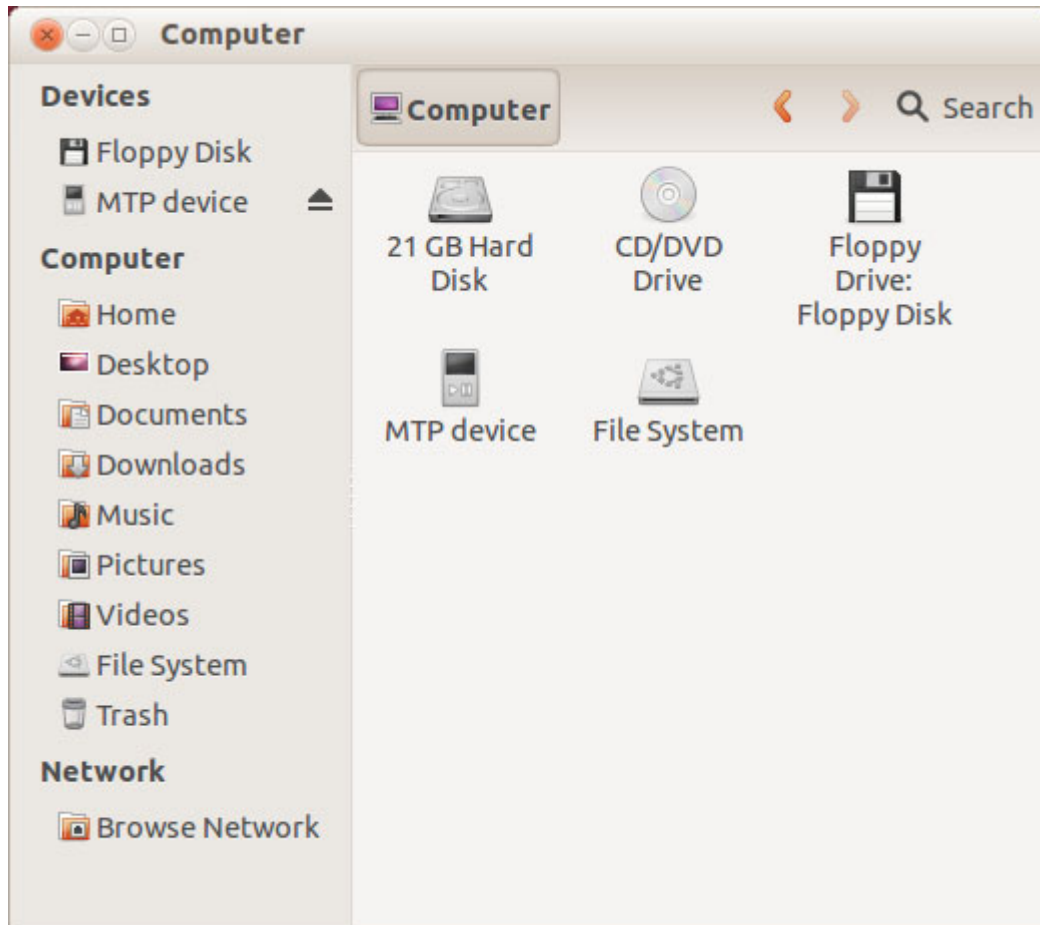 Computer
Devices
Floppy Disk
MTP device
Computer
Home
Desktop
Documents
Downloads
Music
Pictures
Videos
File System
Trash
Network
Browse Network
Computer
Search
21 GB Hard
Disk
CD/DVD
Drive
Floppy
Drive:
Floppy Disk
MTP device
File System